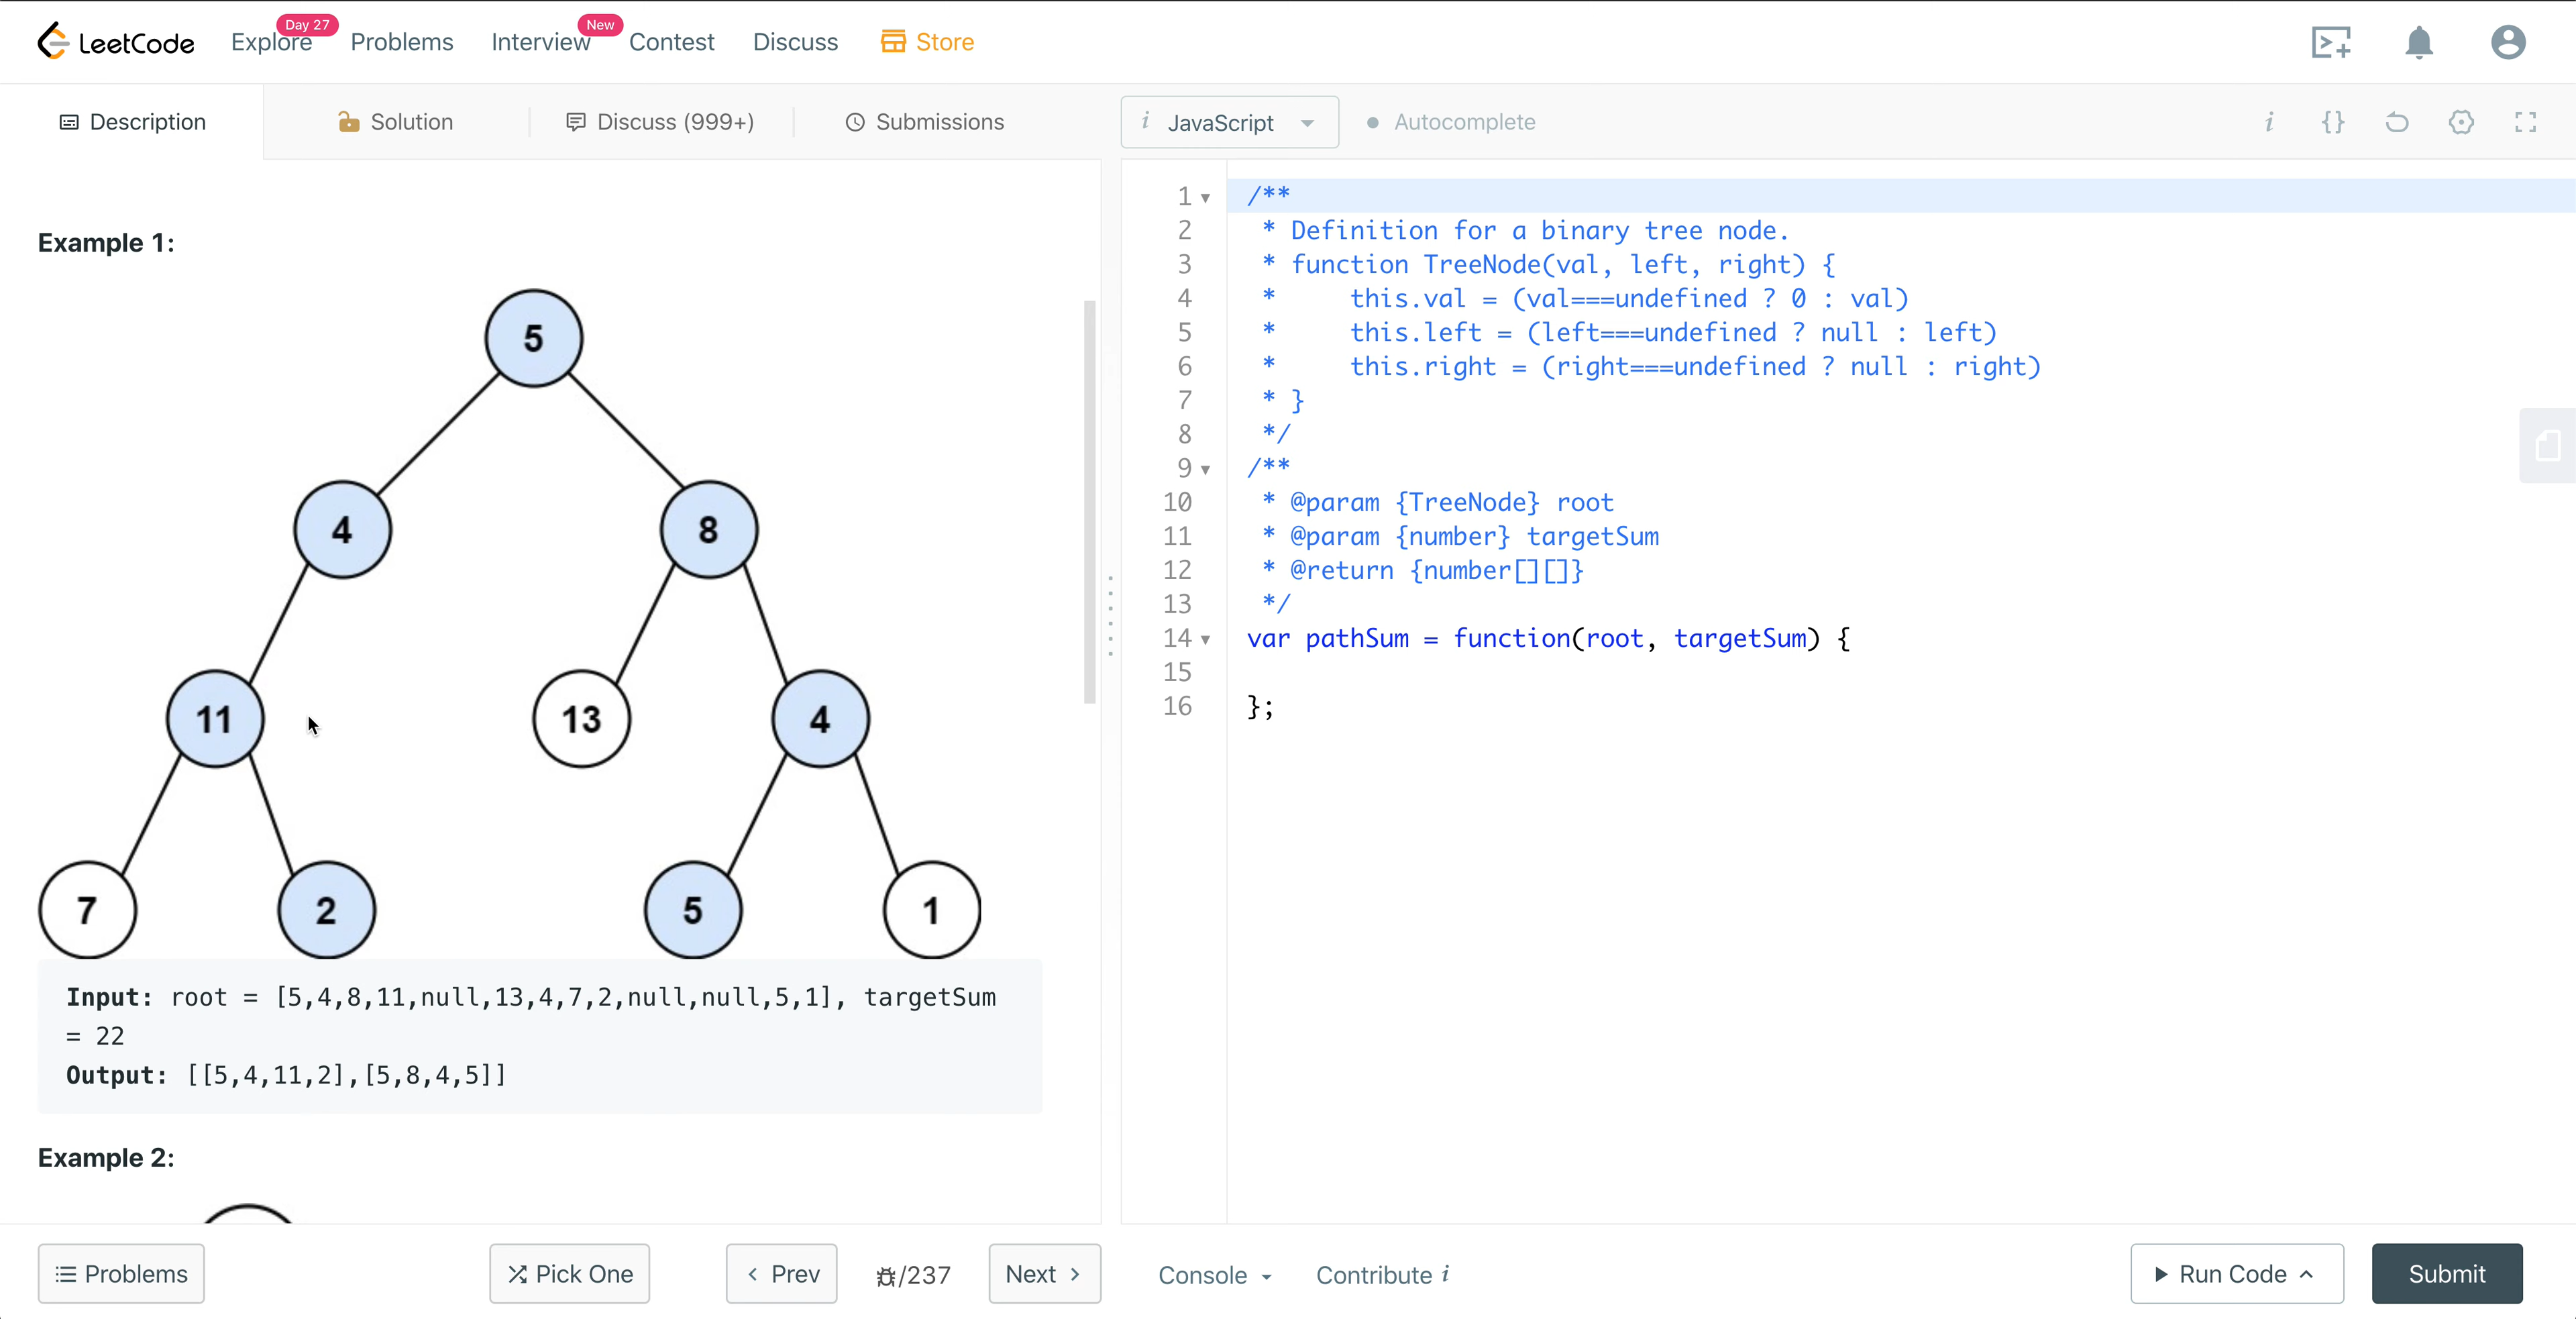 LeetCode
Explore
Day 27
Problems
Interview
New
Contest
Discuss
Store
Description
Solution
Discuss (999+)
Submissions
i JavaScript
Autocomplete
i {}
Example 1:
5
4 8
11 13 4
7 2 5 1
Input: root = [5,4,8,11,null,13,4,7,2,null,null,5,1], targetSum
= 22
Output: [[5,4,11,2],[5,8,4,5]]
Example 2:
1 /**
2  * Definition for a binary tree node.
3  * function TreeNode(val, left, right) {
4  *     this.val = (val===undefined ? 0 : val)
5  *     this.left = (left===undefined ? null : left)
6  *     this.right = (right===undefined ? null : right)
7  * }
8  */
9 /**
10  * @param {TreeNode} root
11  * @param {number} targetSum
12  * @return {number[][]}
13  */
14 var pathSum = function(root, targetSum) {
15
16 };
Problems
Pick One
Prev
/237
Next
Console
Contribute i
Run Code
Submit